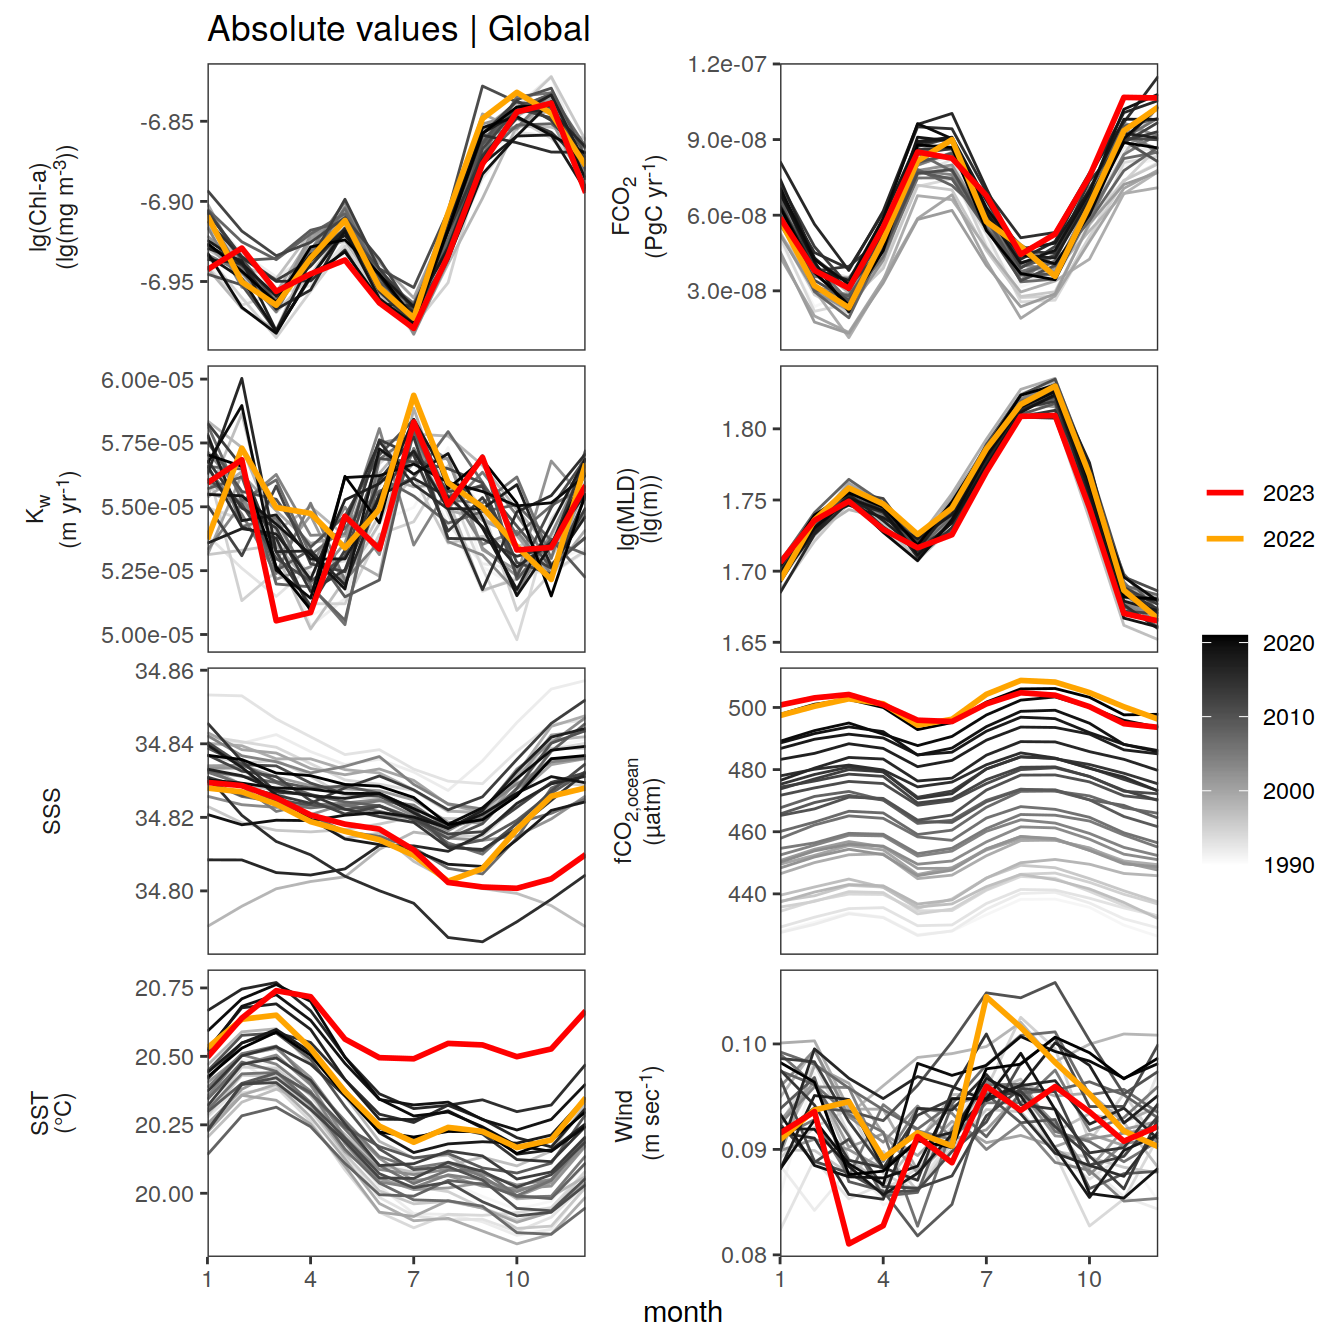 Absolute values | Global
lg(Chl-a)
(lg(mg m⁻³))
-6.85
-6.90
-6.95
FCO₂
(PgC yr⁻¹)
1.2e-07
9.0e-08
6.0e-08
3.0e-08
K_w
(m yr⁻¹)
6.00e-05
5.75e-05
5.50e-05
5.25e-05
5.00e-05
lg(MLD)
(lg(m))
1.80
1.75
1.70
1.65
SSS
34.86
34.84
34.82
34.80
fCO₂,ocean
(µatm)
500
480
460
440
SST
(°C)
20.75
20.50
20.25
20.00
Wind
(m sec⁻¹)
0.10
0.09
0.08
1 4 7 10
1 4 7 10
month
2023
2022
2020
2010
2000
1990